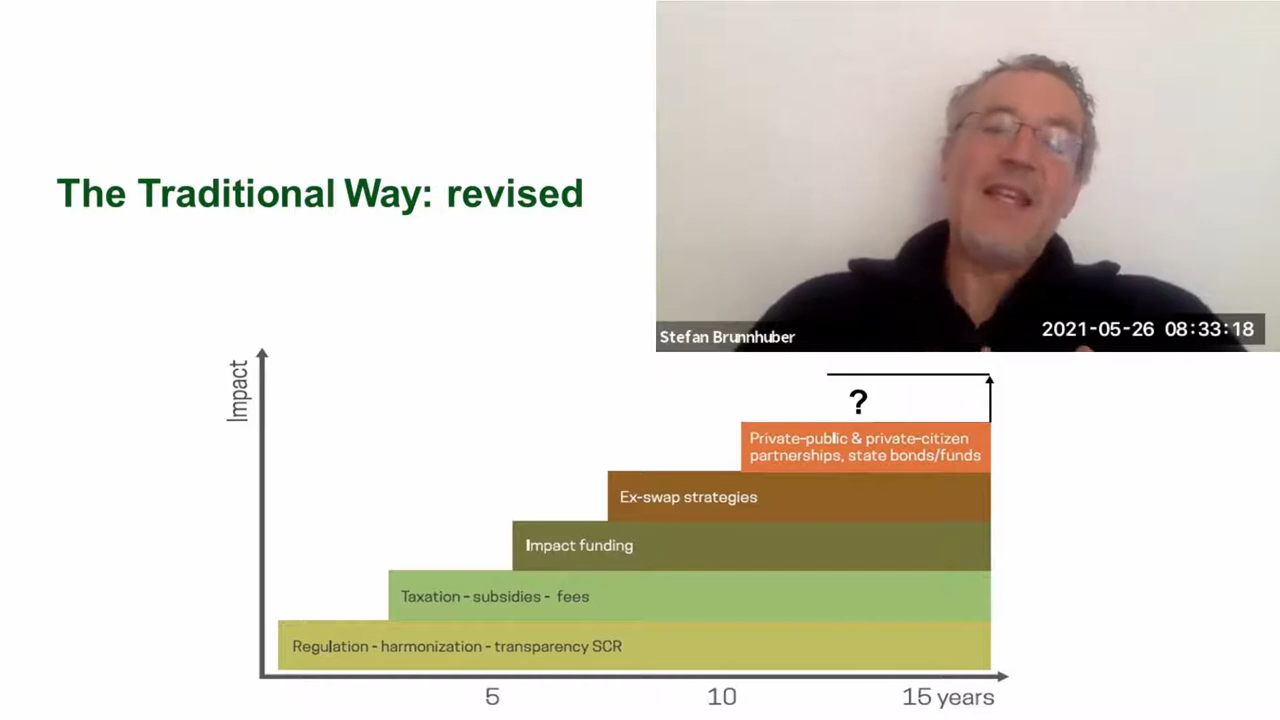 The Traditional Way: revised
2021-05-26 08:33:18
Stefan Brunnhuber
Impact
?
Private-public & private-citizen
partnerships, state bonds/funds
Ex-swap strategies
Impact funding
Taxation - subsidies - fees
Regulation - harmonization - transparency SCR
5 10 15 years